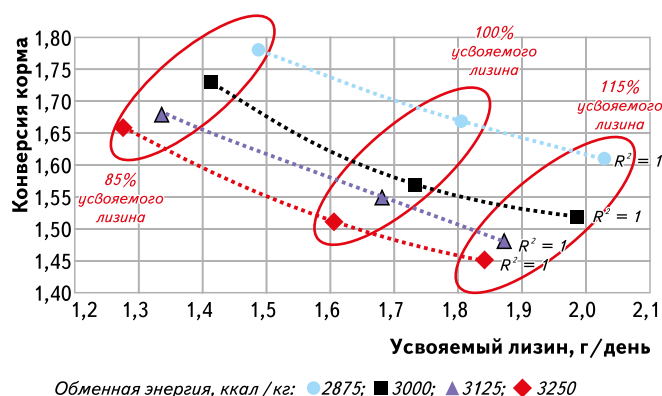 Конверсия корма
1,80
1,75
1,70
1,65
1,60
1,55
1,50
1,45
1,40
100%
усвояемого
лизина
115%
усвояемого
лизина
85%
усвояемого
лизина
R² = 1
R² = 1
R² = 1
R² = 1
1,2 1,3 1,4 1,5 1,6 1,7 1,8 1,9 2,0 2,1
Усвояемый лизин, г/день
Обменная энергия, ккал/кг: 2875; 3000; 3125; 3250